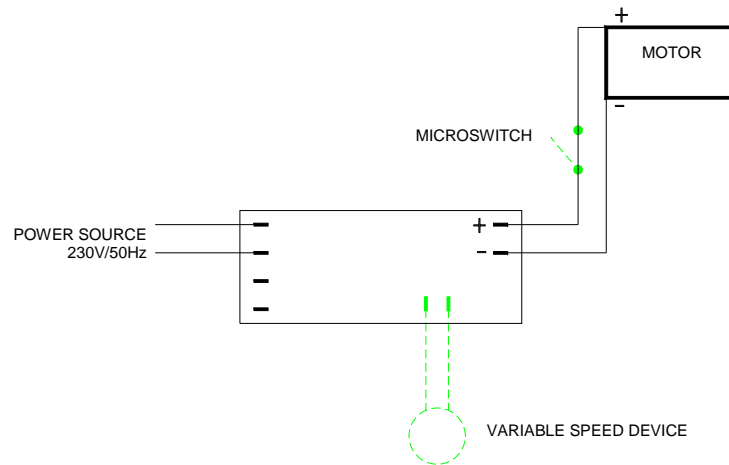 +
MOTOR
-
MICROSWITCH
POWER SOURCE
230V/50Hz
+
-
VARIABLE SPEED DEVICE